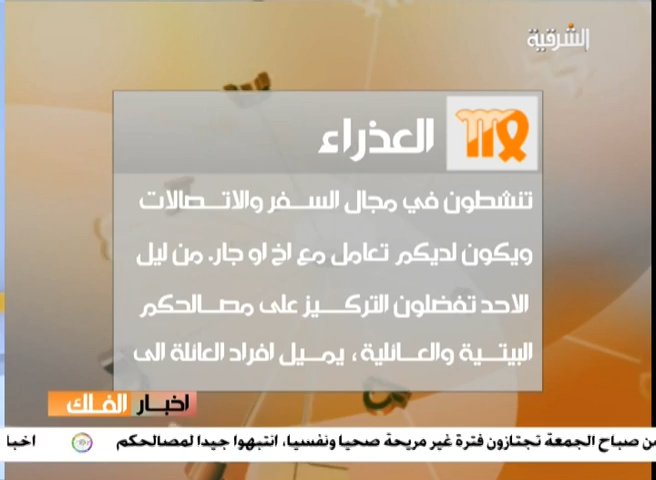 الشرقية
العذراء
تنشطون في مجال السفر والاتصالات
ويكون لديكم تعامل مع اخ او جار. من ليل
الاحد تفضلون التركيز على مصالحكم
البيتية والعائلية ، يميل افراد العائلة الى
اخبار الفلك
من صباح الجمعة تجتازون فترة غير مريحة صحيا ونفسيا، انتبهوا جيدا لمصالحكم